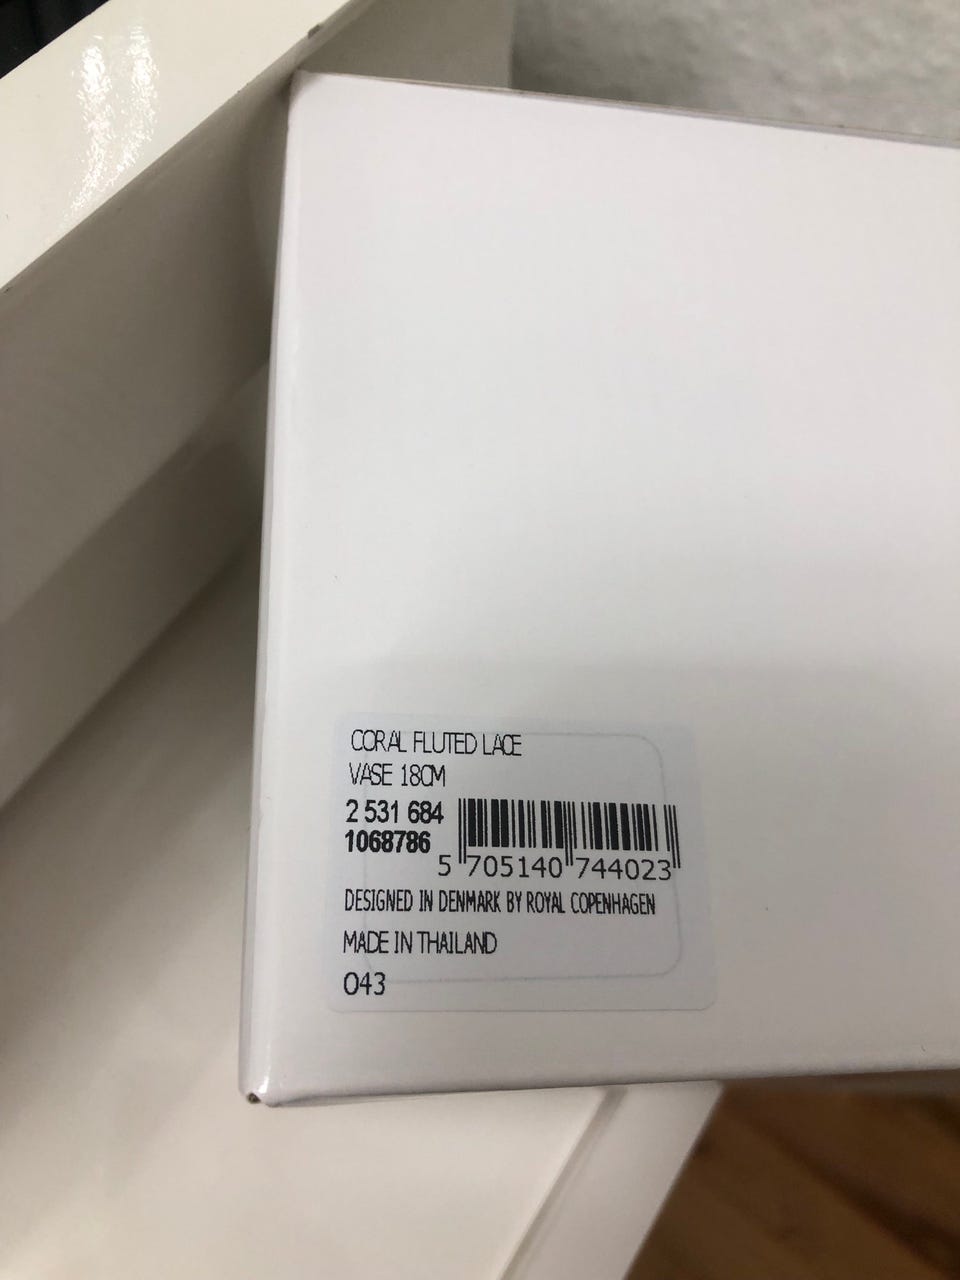 CORAL FLUTED LACE
VASE 18CM
2 531 684
1068786
5 705140 744023
DESIGNED IN DENMARK BY ROYAL COPENHAGEN
MADE IN THAILAND
043